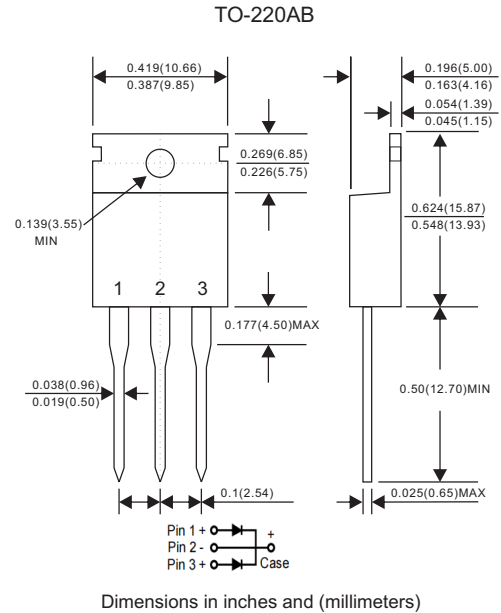 TO-220AB
0.419(10.66)
0.387(9.85)
0.196(5.00)
0.163(4.16)
0.054(1.39)
0.045(1.15)
0.269(6.85)
0.226(5.75)
0.624(15.87)
0.548(13.93)
0.139(3.55)
MIN
1 2 3
0.177(4.50)MAX
0.038(0.96)
0.019(0.50)
0.50(12.70)MIN
0.1(2.54)
0.025(0.65)MAX
Pin 1 +
+
Pin 2 -
Pin 3 +
Case
Dimensions in inches and (millimeters)